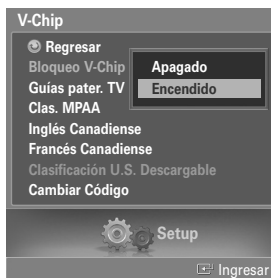 V-Chip
Regresar
Bloqueo V-Chip
Apagado
Guías pater. TV
Encendido
Clas. MPAA
Inglés Canadiense
Francés Canadiense
Clasificación U.S. Descargable
Cambiar Código
Setup
Ingresar